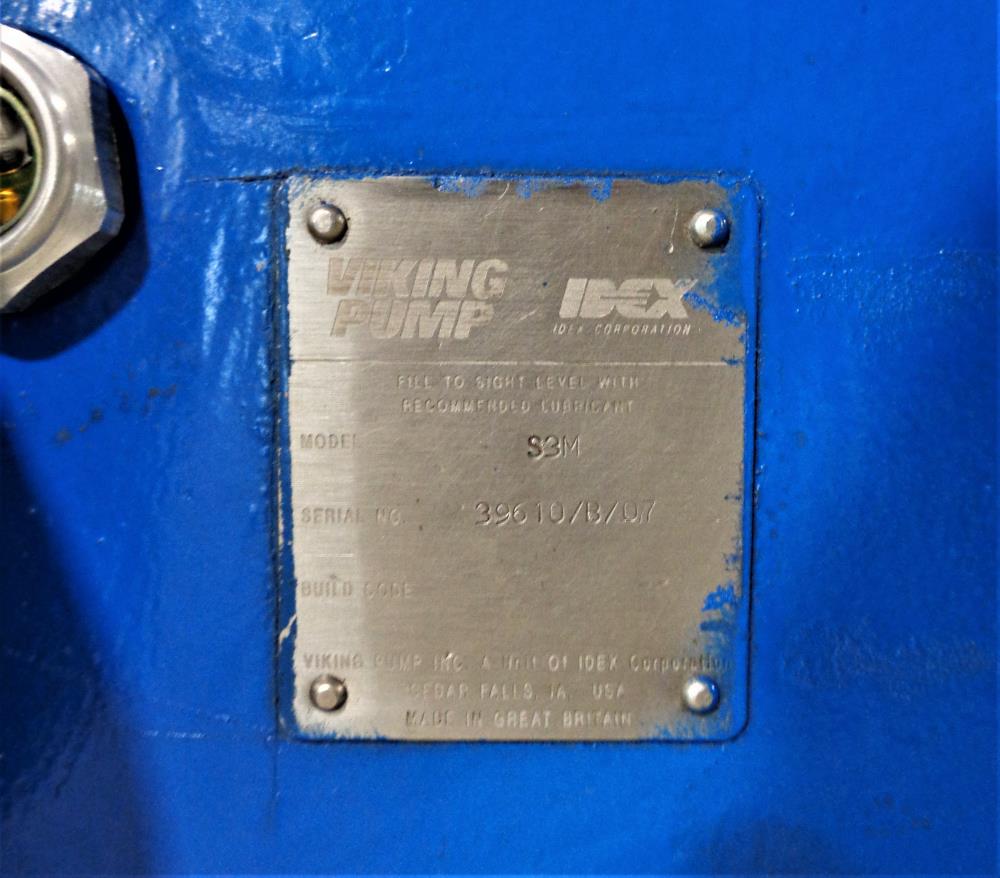 VIKING
PUMP
IDEX
IDEX CORPORATION
FILL TO SIGHT LEVEL WITH
RECOMMENDED LUBRICANT
MODEL S3M
SERIAL NO. 39610/B/97
BUILD CODE
VIKING PUMP INC. A Unit Of IDEX Corporation
CEDAR FALLS, IA. USA
MADE IN GREAT BRITAIN